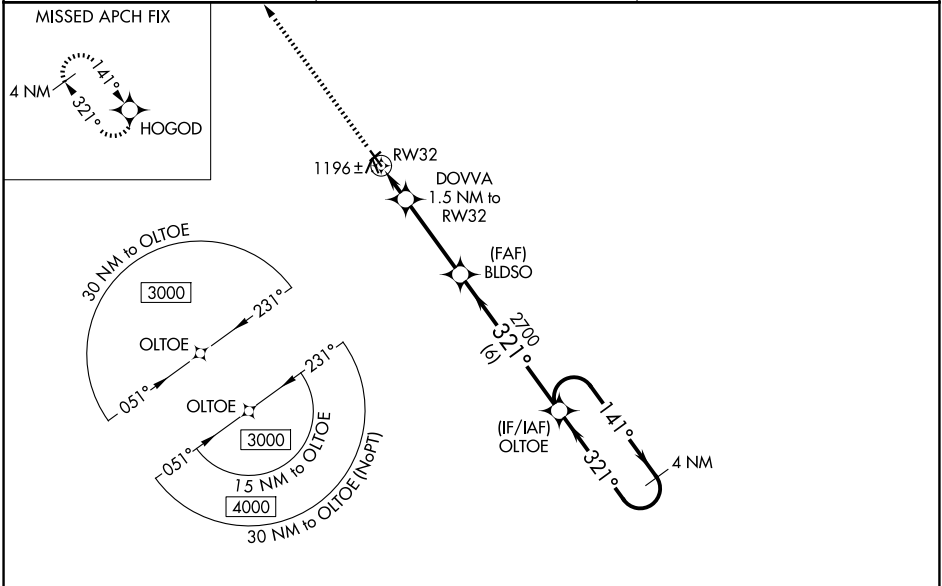 MISSED APCH FIX
141°
4 NM
321°
HOGOD
RW32
1196±
DOVVA
1.5 NM to
RW32
(FAF)
BLDSO
30 NM to OLTOE
3000
231°
OLTOE
051°
2700
321°
(6)
231°
OLTOE
051°
3000
15 NM to OLTOE
4000
30 NM to OLTOE (NoPT)
(IF/IAF)
OLTOE
141°
321°
4 NM